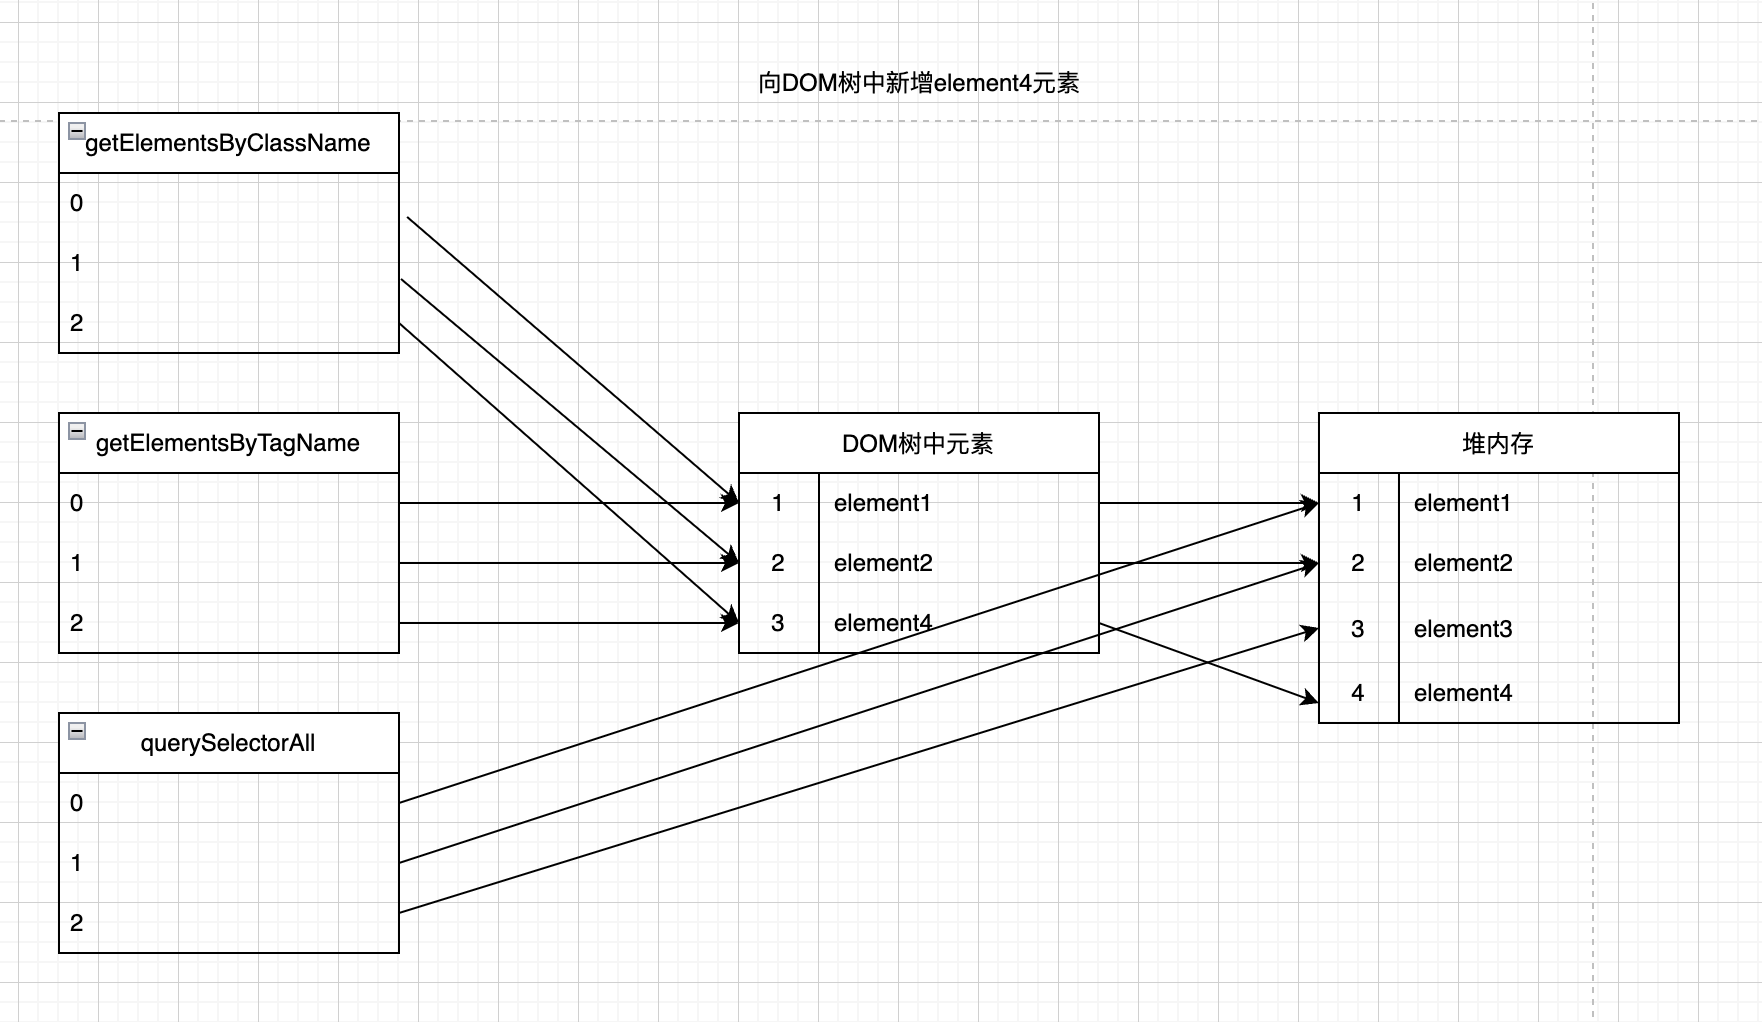 向DOM树中新增element4元素
getElementsByClassName
0
1
2
getElementsByTagName
0
1
2
querySelectorAll
0
1
2
DOM树中元素
1 element1
2 element2
3 element4
堆内存
1 element1
2 element2
3 element3
4 element4